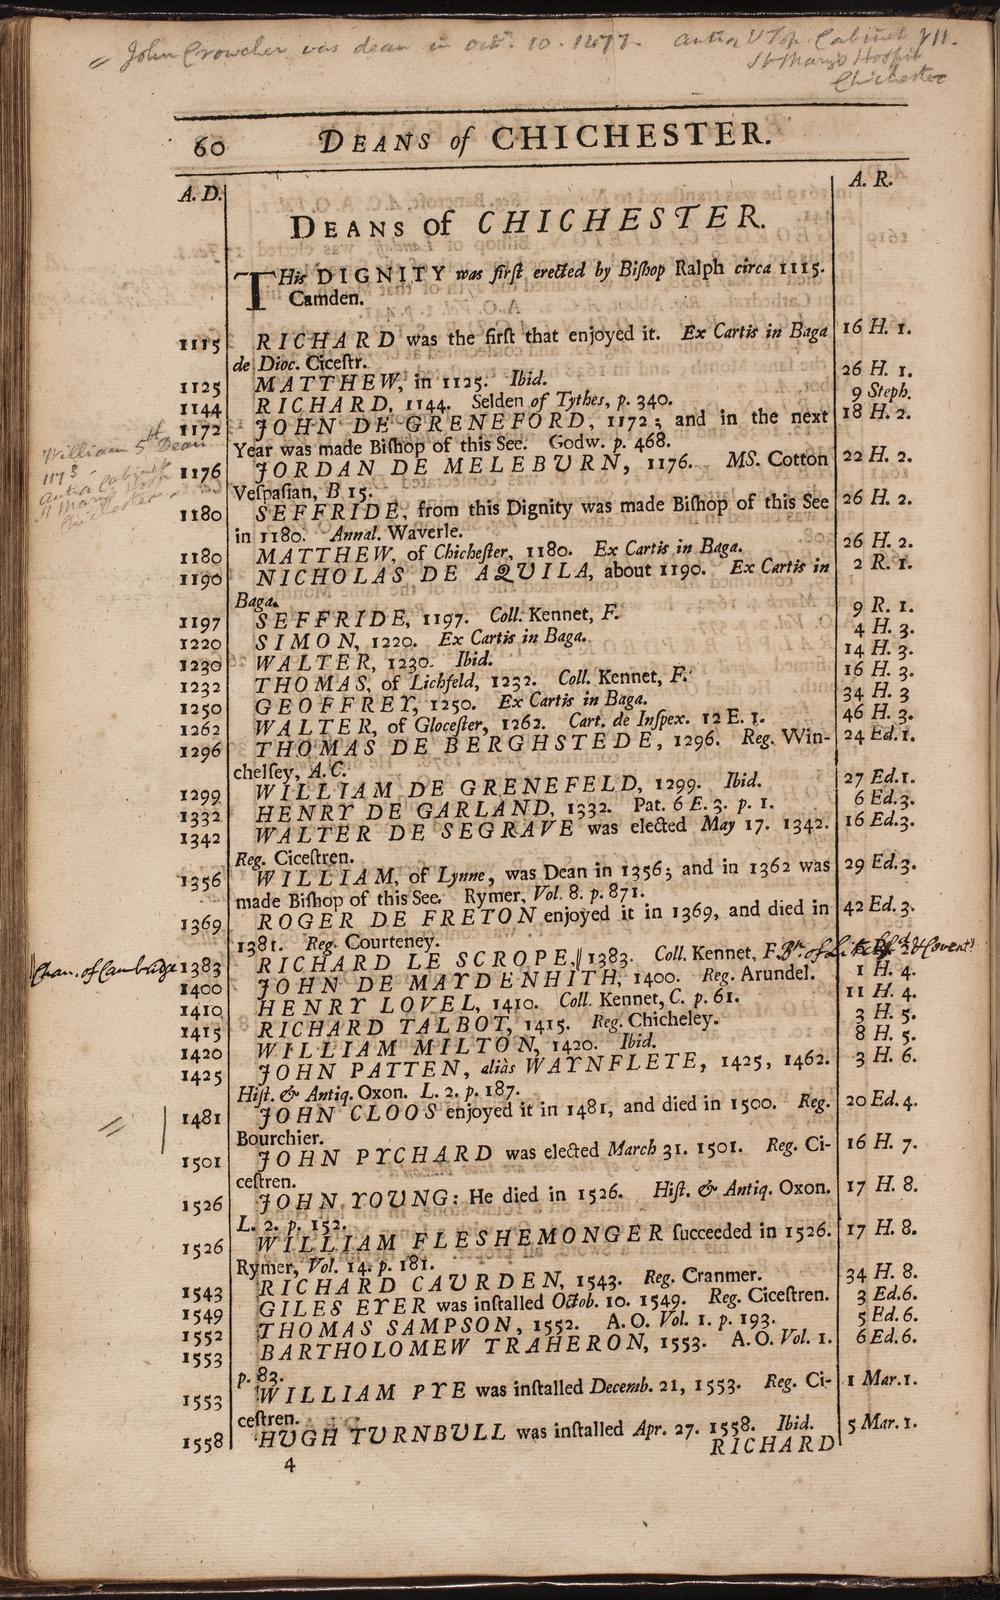 = John Crowcher was dean in octr. 10. 1477. Cabinet
St Mary's Hospit
Chichester
60 DEANS of CHICHESTER.
A. D. A. R.
DEANS of CHICHESTER.
THis DIGNITY was first erected by Bishop Ralph circa 1115.
Camden.
1115 RICHARD was the first that enjoyed it. Ex Cartis in Baga 16 H. 1.
de Dioc. Cicestr.
1125 MATTHEW, in 1125. Ibid. 26 H. 1.
1144 RICHARD, 1144. Selden of Tythes, p. 340. 9 Steph.
1172 JOHN DE GRENEFORD, 1172; and in the next 18 H. 2.
Year was made Bishop of this See. Godw. p. 468.
William 5th Dean
1173
St Mary
1176 JORDAN DE MELEBURN, 1176. MS. Cotton 22 H. 2.
Vespasian, B 15.
1180 SEFFRIDE, from this Dignity was made Bishop of this See 26 H. 2.
in 1180. Annal. Waverle.
1180 MATTHEW, of Chichester, 1180. Ex Cartis in Baga. 26 H. 2.
1190 NICHOLAS DE AQUILA, about 1190. Ex Cartis in 2 R. 1.
Baga.
1197 SEFFRIDE, 1197. Coll. Kennet, F. 9 R. 1.
1220 SIMON, 1220. Ex Cartis in Baga. 4 H. 3.
1230 WALTER, 1230. Ibid. 14 H. 3.
1232 THOMAS, of Lichfeld, 1232. Coll. Kennet, F. 16 H. 3.
1250 GEOFFREY, 1250. Ex Cartis in Baga. 34 H. 3
1262 WALTER, of Glocester, 1262. Cart. de Inspex. 12 E. 1. 46 H. 3.
1296 THOMAS DE BERGHSTEDE, 1296. Reg. Win- 24 Ed. 1.
chelsey, A.C.
1299 WILLIAM DE GRENEFELD, 1299. Ibid. 27 Ed. 1.
1332 HENRY DE GARLAND, 1332. Pat. 6 E. 3. p. 1. 6 Ed. 3.
1342 WALTER DE SEGRAVE was elected May 17. 1342. 16 Ed. 3.
Reg. Cicestren.
1356 WILLIAM, of Lynne, was Dean in 1356; and in 1362 was 29 Ed. 3.
made Bishop of this See. Rymer, Vol. 8. p. 871.
1369 ROGER DE FRETON enjoyed it in 1369, and died in 42 Ed. 3.
1381. Reg. Courteney.
Chan. of Cambridge 1383 RICHARD LE SCROPE, 1383. Coll. Kennet, F. Bp. of & Covent
1400 JOHN DE MAYDENHITH, 1400. Reg. Arundel. 1 H. 4.
1410 HENRY LOVEL, 1410. Coll. Kennet, C. p. 61. 11 H. 4.
1415 RICHARD TALBOT, 1415. Reg. Chicheley. 3 H. 5.
1420 WILLIAM MILTON, 1420. Ibid. 8 H. 5.
1425 JOHN PATTEN, aliàs WAYNFLETE, 1425, 1462. 3 H. 6.
Hist. & Antiq. Oxon. L. 2. p. 187.
= 1481 JOHN CLOOS enjoyed it in 1481, and died in 1500. Reg. 20 Ed. 4.
Bourchier.
1501 JOHN PYCHARD was elected March 31. 1501. Reg. Ci- 16 H. 7.
cestren.
1526 JOHN YOUNG: He died in 1526. Hist. & Antiq. Oxon. 17 H. 8.
L. 2. p. 152.
1526 WILLIAM FLESHEMONGER succeeded in 1526. 17 H. 8.
Rymer, Vol. 14. p. 181.
1543 RICHARD CAURDEN, 1543. Reg. Cranmer. 34 H. 8.
1549 GILES EYER was installed Octob. 10. 1549. Reg. Cicestren. 3 Ed. 6.
1552 THOMAS SAMPSON, 1552. A.O. Vol. 1. p. 193. 5 Ed. 6.
1553 BARTHOLOMEW TRAHERON, 1553. A.O. Vol. 1. 6 Ed. 6.
p. 83.
1553 WILLIAM PYE was installed Decemb. 21, 1553. Reg. Ci- 1 Mar. 1.
cestren.
1558 HUGH TURNBULL was installed Apr. 27. 1558. Ibid. 5 Mar. 1.
RICHARD
4